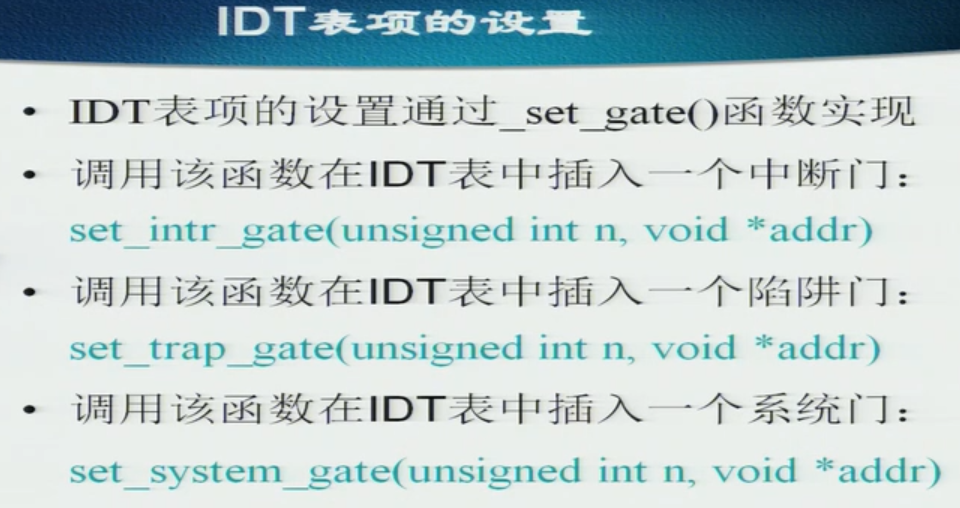 IDT表项的设置
• IDT表项的设置通过_set_gate()函数实现
• 调用该函数在IDT表中插入一个中断门：
set_intr_gate(unsigned int n, void *addr)
• 调用该函数在IDT表中插入一个陷阱门：
set_trap_gate(unsigned int n, void *addr)
• 调用该函数在IDT表中插入一个系统门：
set_system_gate(unsigned int n, void *addr)